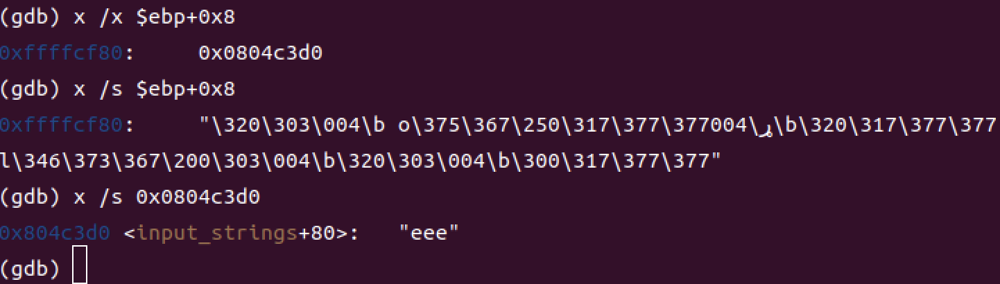 (gdb) x /x $ebp+0x8
0xffffcf80:     0x0804c3d0
(gdb) x /s $ebp+0x8
0xffffcf80:     "\320\303\004\b o\375\367\250\317\377\377004\ړ\b\320\317\377\377
l\346\373\367\200\303\004\b\320\303\004\b\300\317\377\377"
(gdb) x /s 0x0804c3d0
0x804c3d0 <input_strings+80>:   "eee"
(gdb)